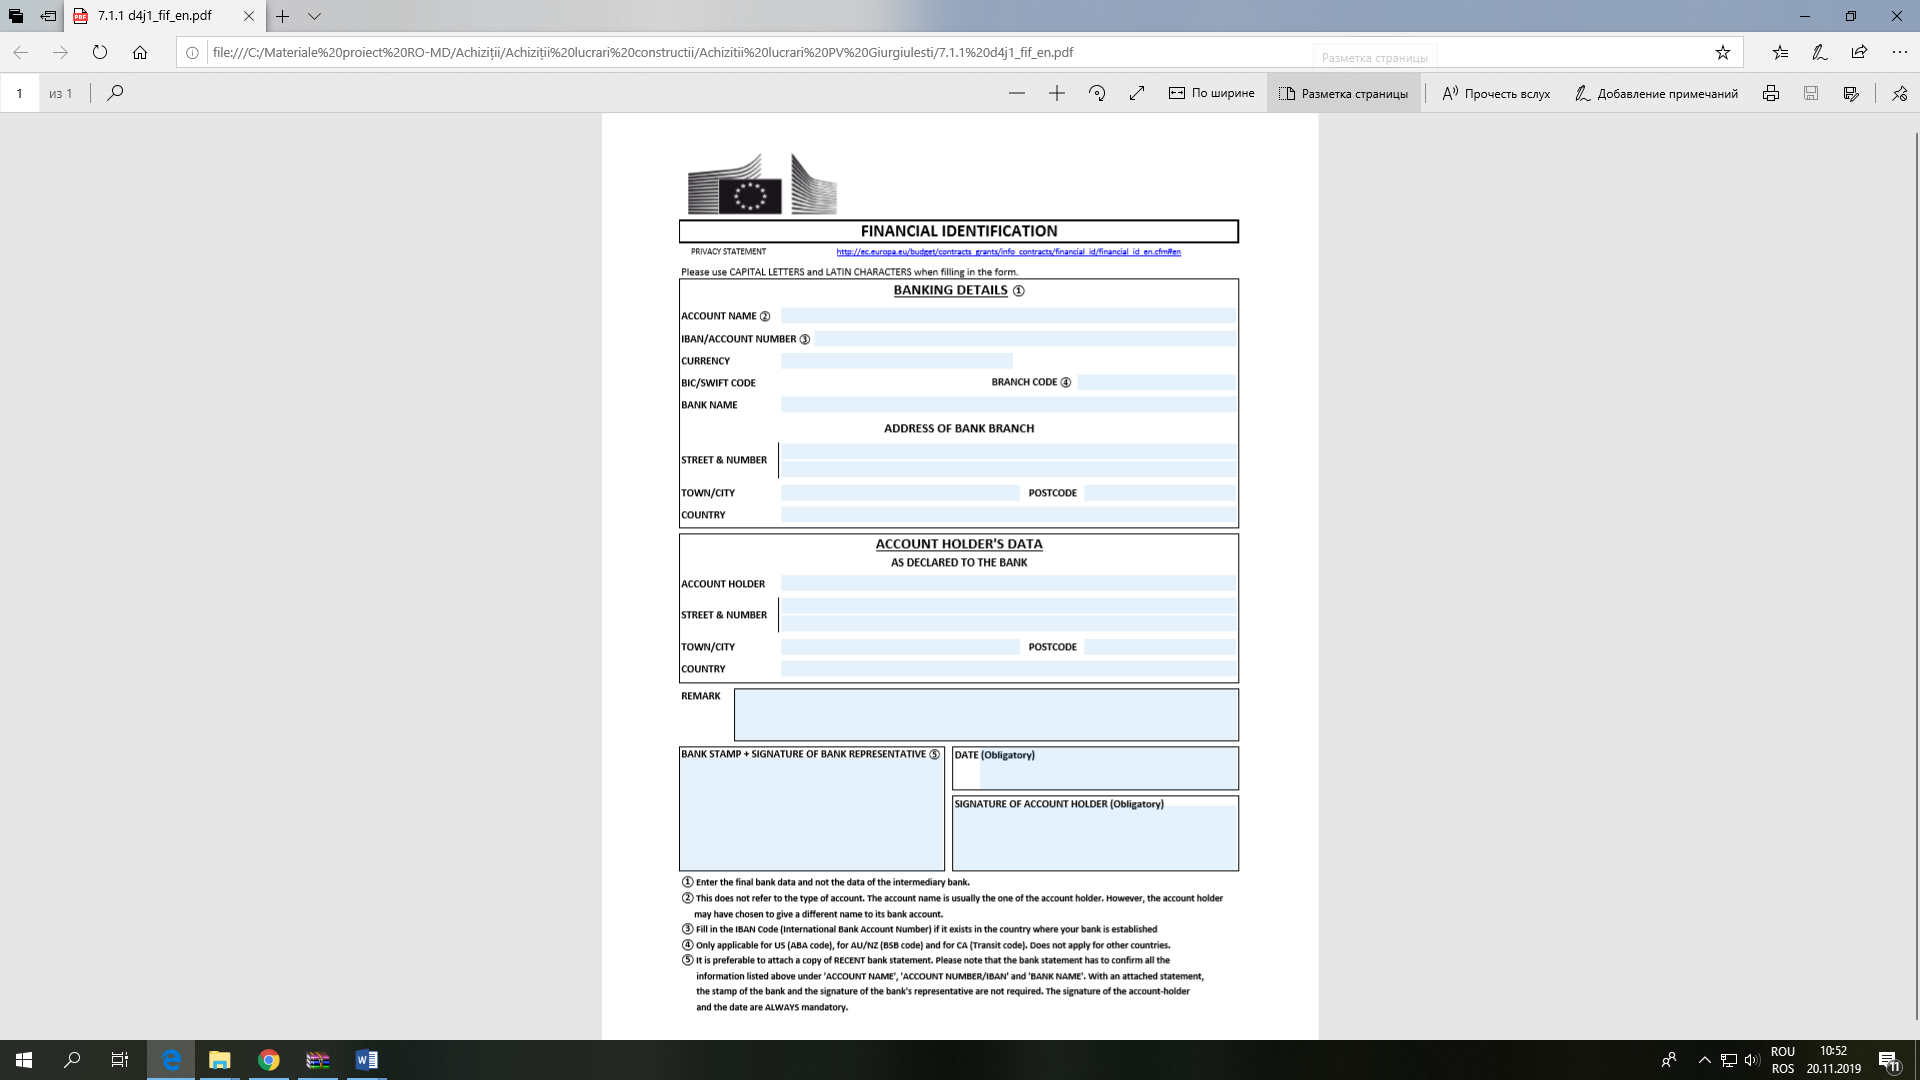 7.1.1 d4j1_fif_en.pdf
file:///C:/Materiale%20proiect%20RO-MD/Achiziții/Achiziții%20lucrari%20constructii/Achizitii%20lucrari%20PV%20Giurgiulesti/7.1.1%20d4j1_fif_en.pdf
Разметка страницы
1 из 1
По ширине
Разметка страницы
Прочесть вслух
Добавление примечаний
FINANCIAL IDENTIFICATION
PRIVACY STATEMENT http://ec.europa.eu/budget/contracts_grants/info_contracts/financial_id/financial_id_en.cfm#en
Please use CAPITAL LETTERS and LATIN CHARACTERS when filling in the form.
BANKING DETAILS ①
ACCOUNT NAME ②
IBAN/ACCOUNT NUMBER ③
CURRENCY
BIC/SWIFT CODE BRANCH CODE ④
BANK NAME
ADDRESS OF BANK BRANCH
STREET & NUMBER
TOWN/CITY POSTCODE
COUNTRY
ACCOUNT HOLDER'S DATA
AS DECLARED TO THE BANK
ACCOUNT HOLDER
STREET & NUMBER
TOWN/CITY POSTCODE
COUNTRY
REMARK
BANK STAMP + SIGNATURE OF BANK REPRESENTATIVE ⑤
DATE (Obligatory)
SIGNATURE OF ACCOUNT HOLDER (Obligatory)
① Enter the final bank data and not the data of the intermediary bank.
② This does not refer to the type of account. The account name is usually the one of the account holder. However, the account holder
may have chosen to give a different name to its bank account.
③ Fill in the IBAN Code (International Bank Account Number) if it exists in the country where your bank is established
④ Only applicable for US (ABA code), for AU/NZ (BSB code) and for CA (Transit code). Does not apply for other countries.
⑤ It is preferable to attach a copy of RECENT bank statement. Please note that the bank statement has to confirm all the
information listed above under 'ACCOUNT NAME', 'ACCOUNT NUMBER/IBAN' and 'BANK NAME'. With an attached statement,
the stamp of the bank and the signature of the bank's representative are not required. The signature of the account-holder
and the date are ALWAYS mandatory.
ROU
ROS
10:52
20.11.2019
11